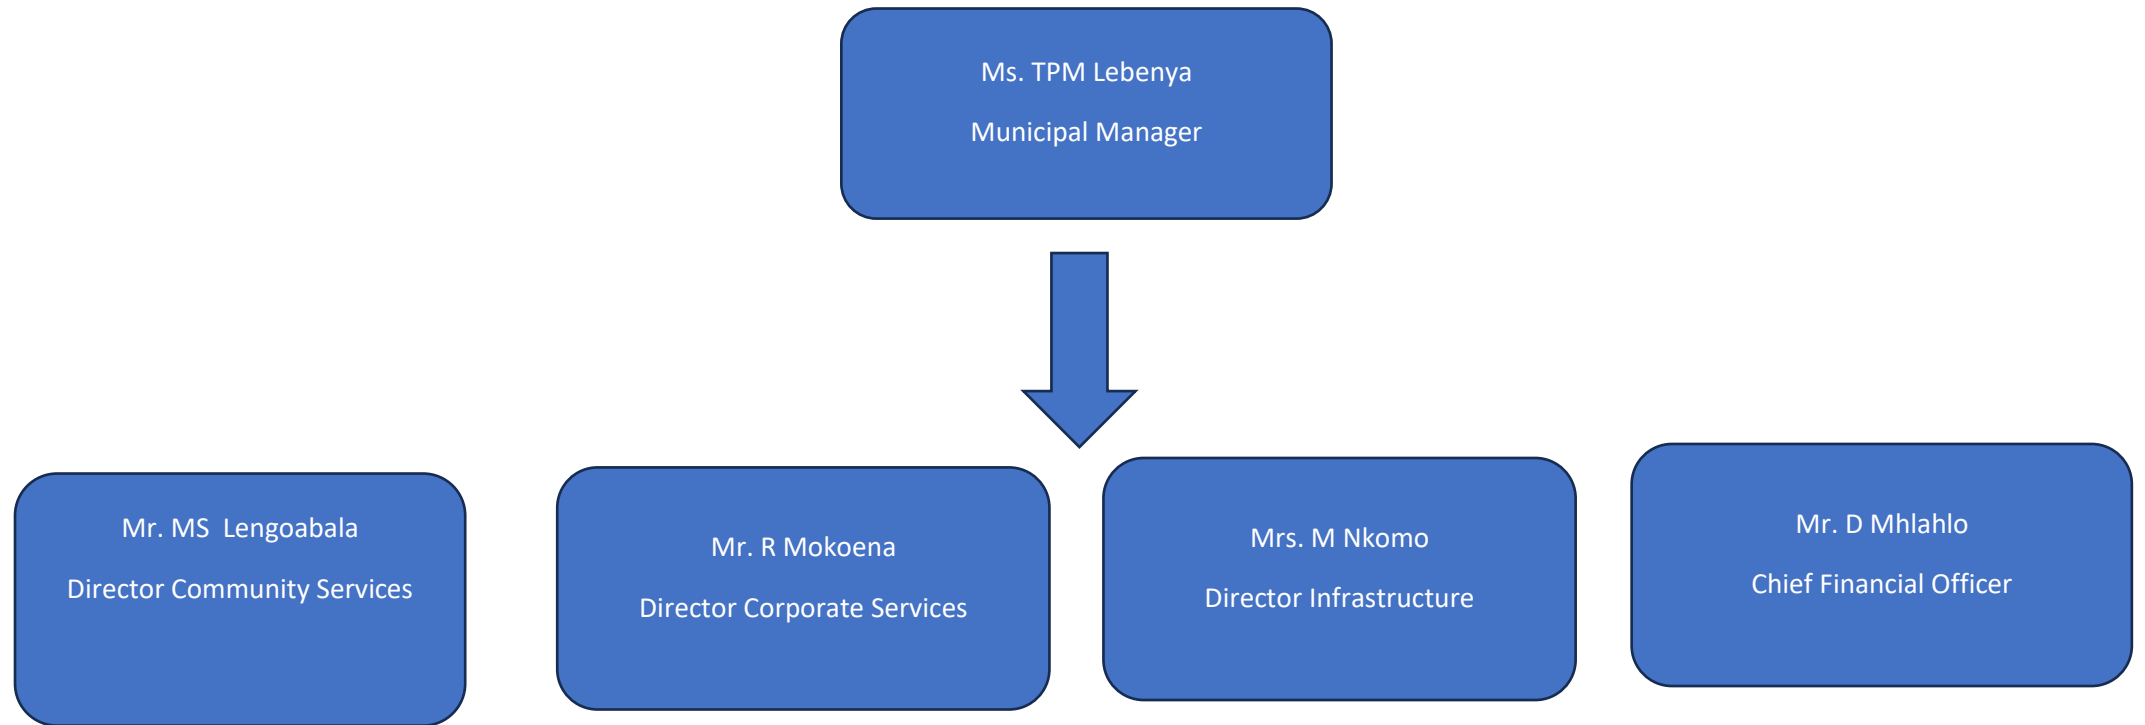 Ms. TPM Lebenya
Municipal Manager
Mr. MS  Lengoabala
Director Community Services
Mr. R Mokoena
Director Corporate Services
Mrs. M Nkomo
Director Infrastructure
Mr. D Mhlahlo
Chief Financial Officer